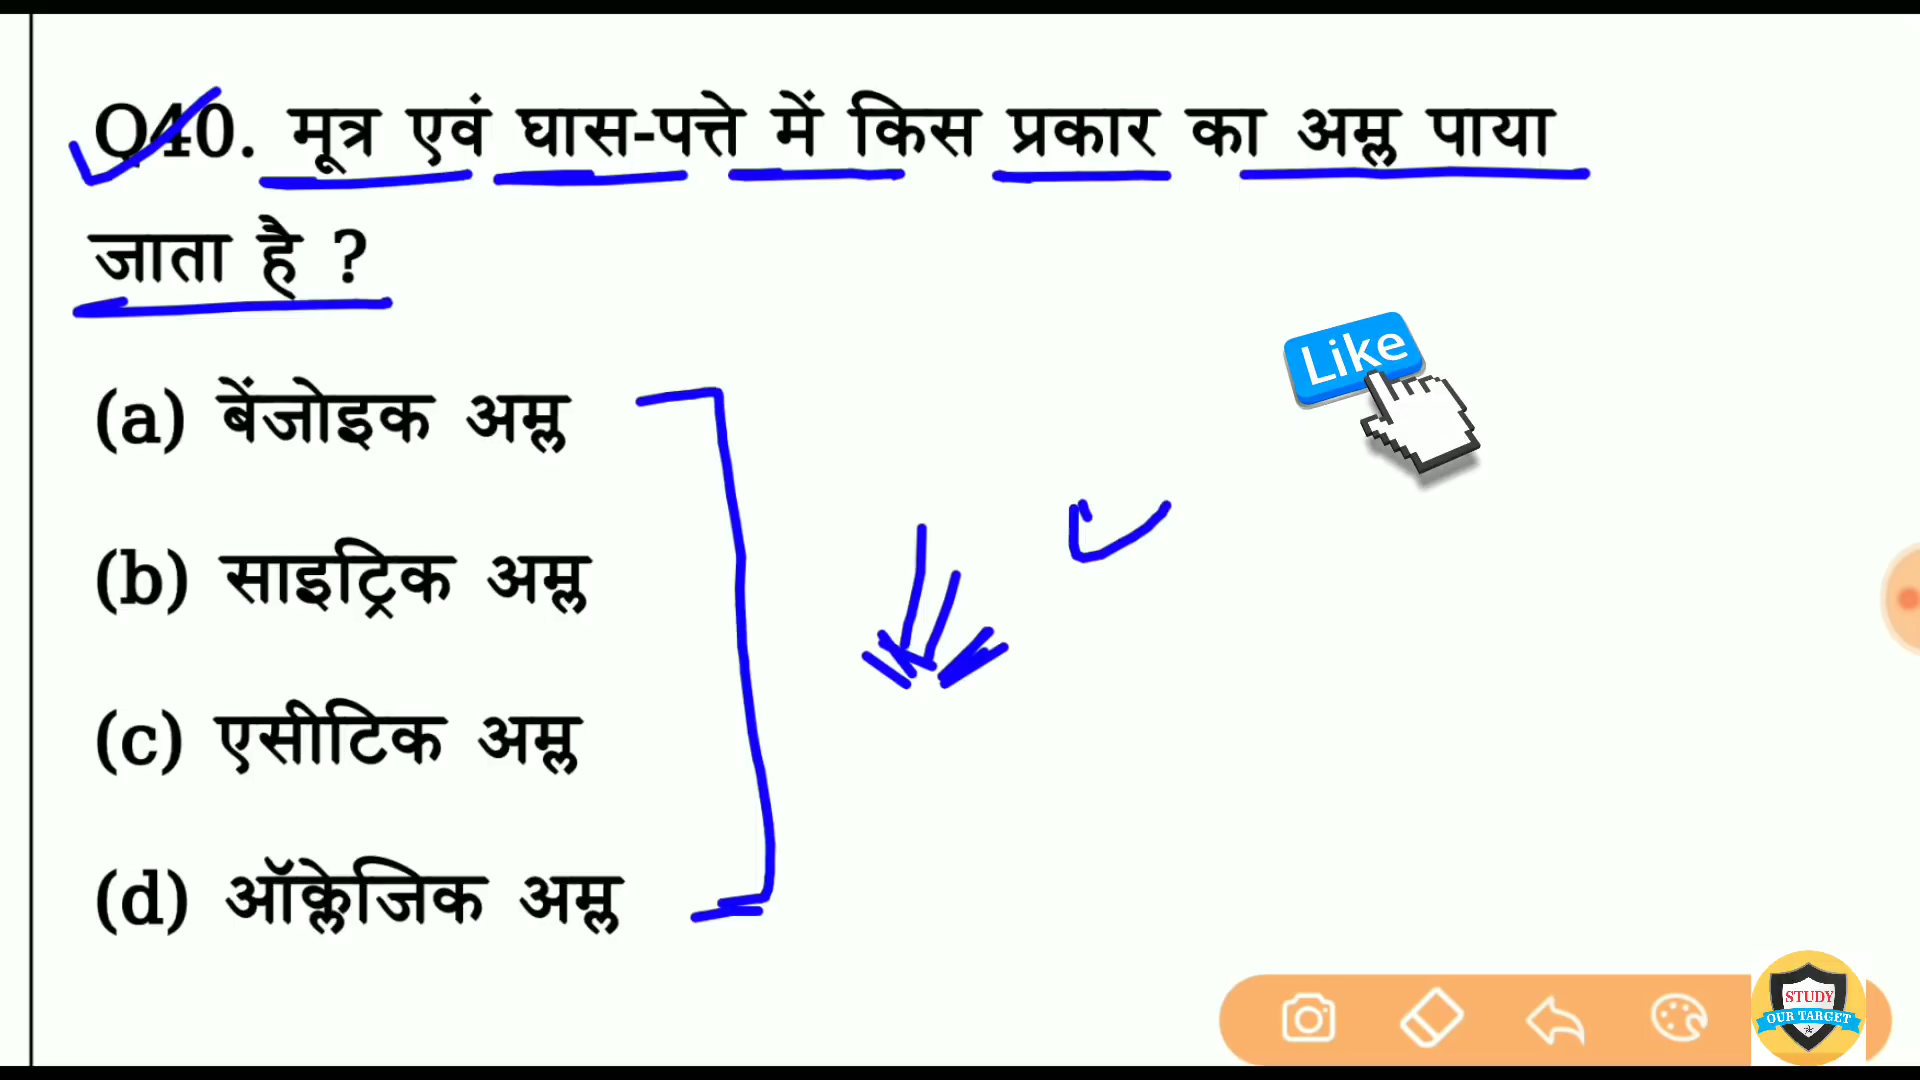 Q40. मूत्र एवं घास-पत्ते में किस प्रकार का अम्ल पाया
जाता है ?
Like
(a) बेंजोइक अम्ल
(b) साइट्रिक अम्ल
(c) एसीटिक अम्ल
(d) ऑक्लेजिक अम्ल
STUDY
OUR TARGET